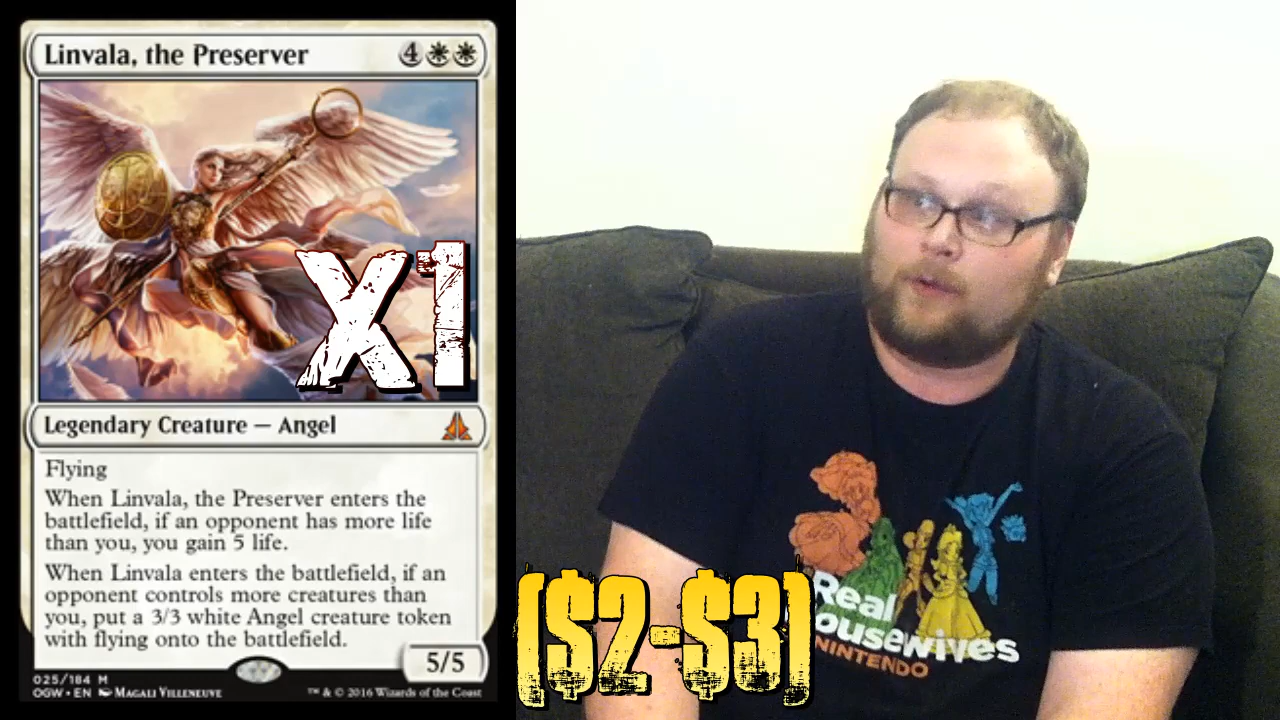 Linvala, the Preserver 4
X1
Legendary Creature — Angel
Flying
When Linvala, the Preserver enters the
battlefield, if an opponent has more life
than you, you gain 5 life.
When Linvala enters the battlefield, if an
opponent controls more creatures than
you, put a 3/3 white Angel creature token
with flying onto the battlefield.
5/5
025/184 M
OGW • EN MAGALI VILLENEUVE
™ & © 2016 Wizards of the Coast
($2-$3)
Real
ousewives
NINTENDO